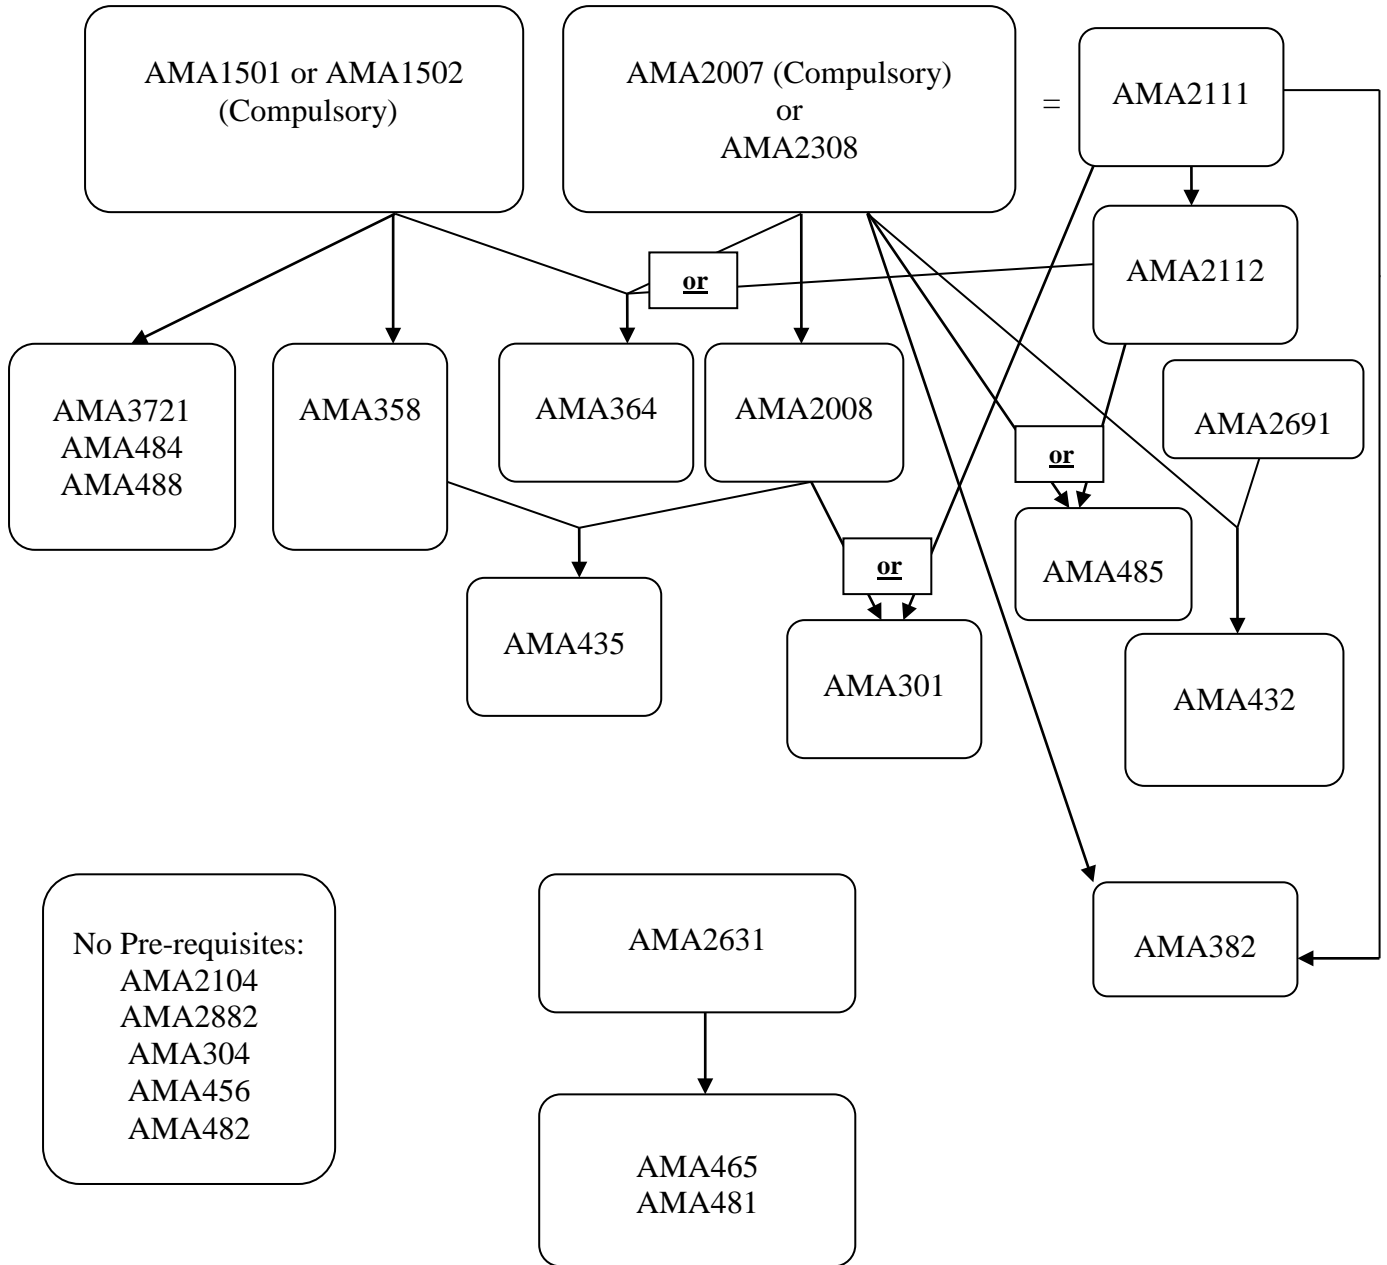 AMA1501 or AMA1502
(Compulsory)
AMA2007 (Compulsory)
or
AMA2308
=
AMA2111
or
AMA2112
AMA3721
AMA484
AMA488
AMA358
AMA364
AMA2008
AMA2691
or
or
AMA485
AMA435
AMA301
AMA432
No Pre-requisites:
AMA2104
AMA2882
AMA304
AMA456
AMA482
AMA2631
AMA382
AMA465
AMA481